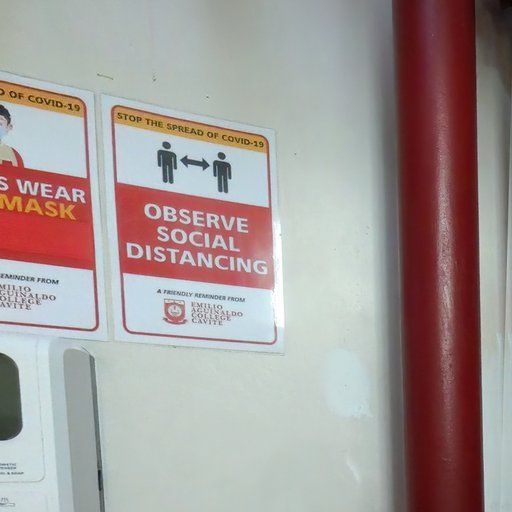 D OF COVID-19
S WEAR
MASK
REMINDER FROM
EMILIO
AGUINALDO
COLLEGE
CAVITE
STOP THE SPREAD OF COVID-19
OBSERVE
SOCIAL
DISTANCING
A FRIENDLY REMINDER FROM
EMILIO
AGUINALDO
COLLEGE
CAVITE